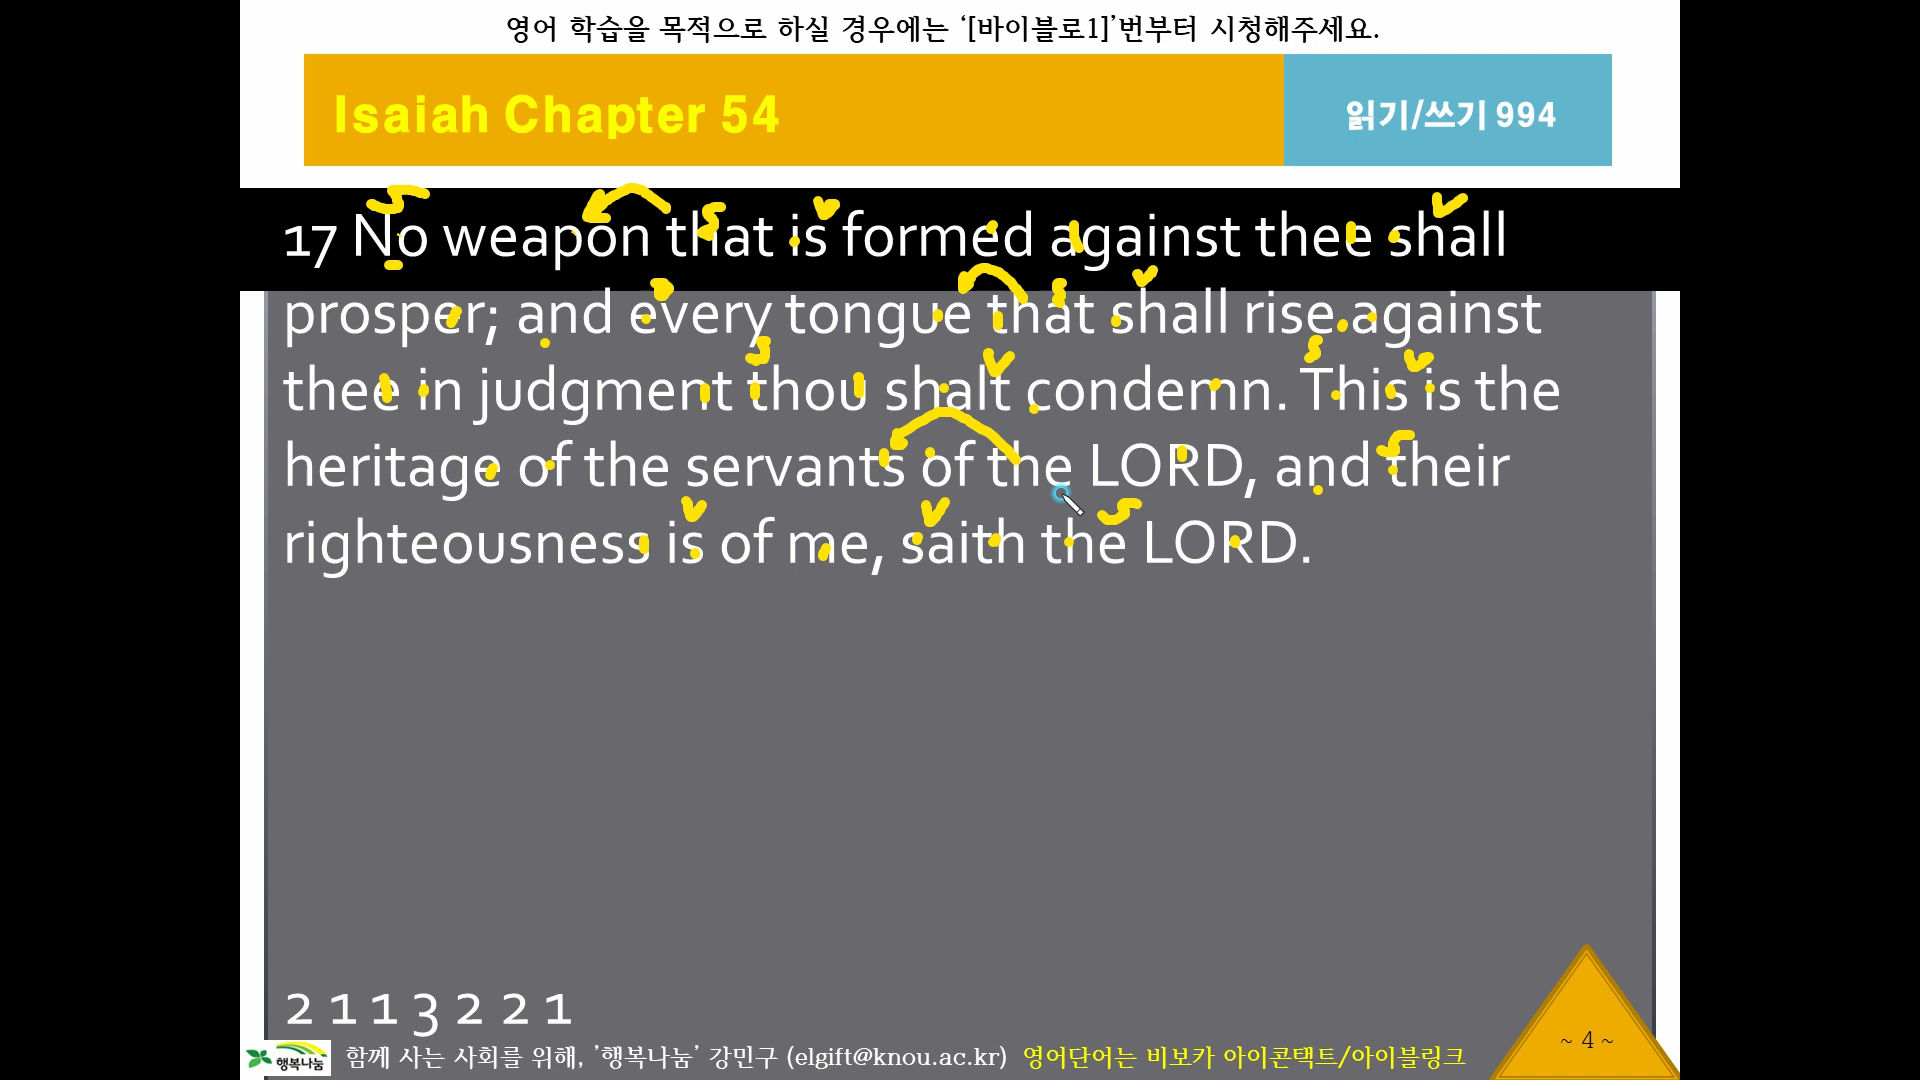 영어 학습을 목적으로 하실 경우에는 ‘[바이블로1]’번부터 시청해주세요.
Isaiah Chapter 54
읽기/쓰기 994
17 No weapon that is formed against thee shall
prosper; and every tongue that shall rise against
thee in judgment thou shalt condemn. This is the
heritage of the servants of the LORD, and their
righteousness is of me, saith the LORD.
2 1 1 3 2 2 1
행복나눔 함께 사는 사회를 위해, ’행복나눔’ 강민구 (elgift@knou.ac.kr) 영어단어는 비보카 아이콘택트/아이블링크
~ 4 ~